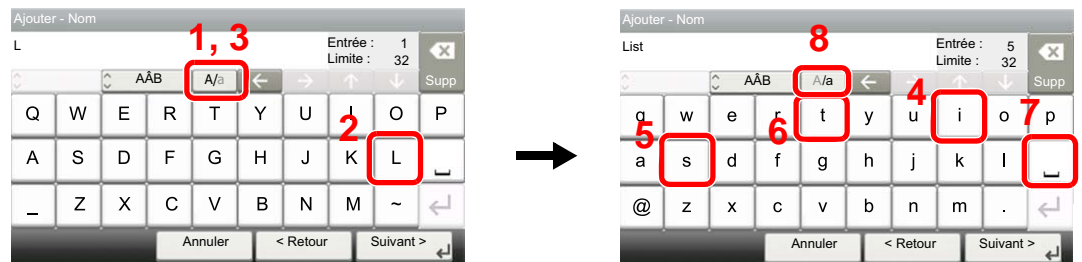 Ajouter - Nom
L
1, 3
Entrée : 1
Limite : 32
AÂB A/a ← → ↑ ↓ Supp
Q W E R T Y U I O P
2
A S D F G H J K L ⎵
_ Z X C V B N M ~ ↵
Annuler < Retour Suivant > ↵
Ajouter - Nom
List
8
Entrée : 5
Limite : 32
AÂB A/a ← → ↑ ↓ Supp
4
q w e r t y u i o p
5 6 7
a s d f g h j k l ⎵
@ z x c v b n m . ↵
Annuler < Retour Suivant > ↵